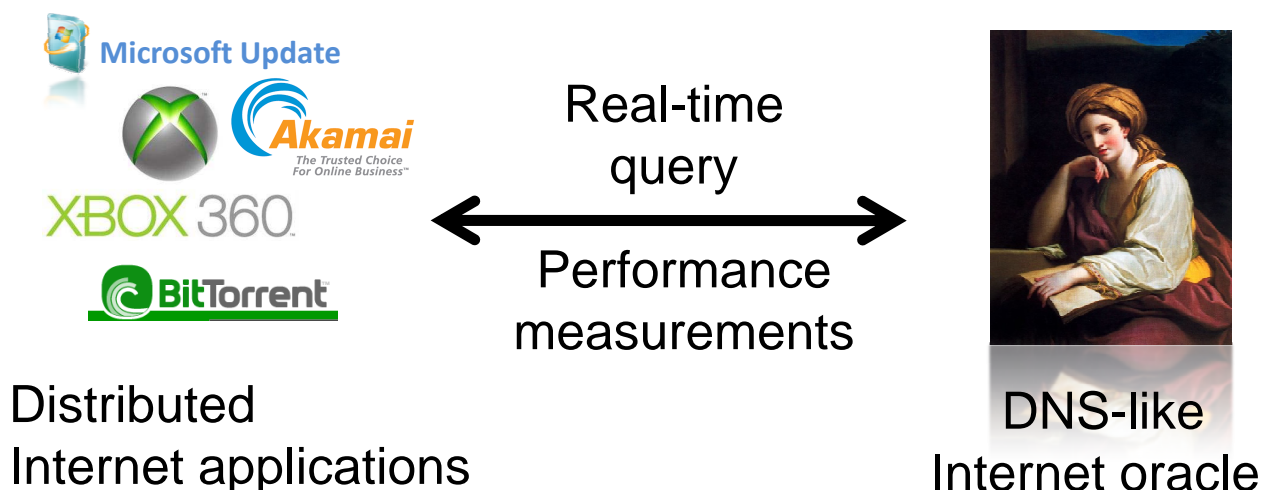 Microsoft Update
Akamai
The Trusted Choice
For Online Business℠
XBOX 360
BitTorrent
Real-time
query
Performance
measurements
Distributed
Internet applications
DNS-like
Internet oracle